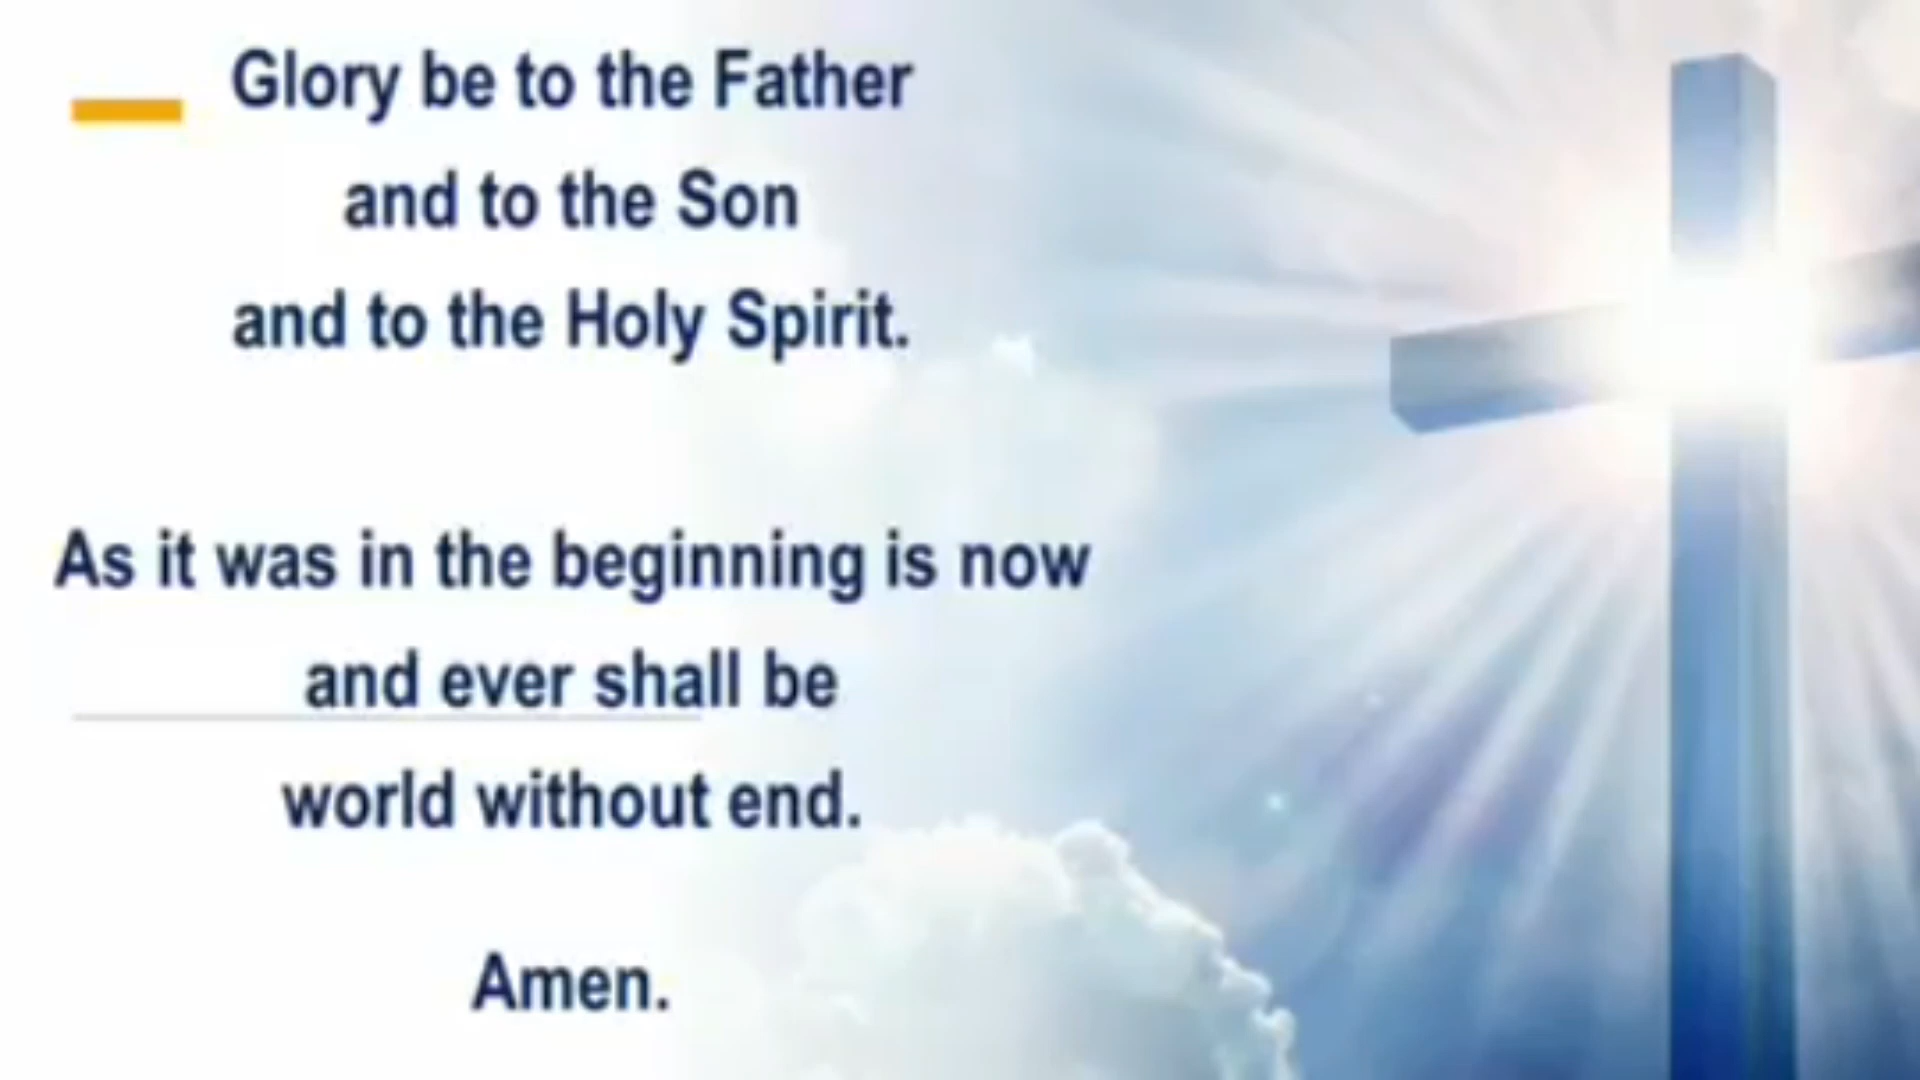 Glory be to the Father
and to the Son
and to the Holy Spirit.
As it was in the beginning is now
and ever shall be
world without end.
Amen.